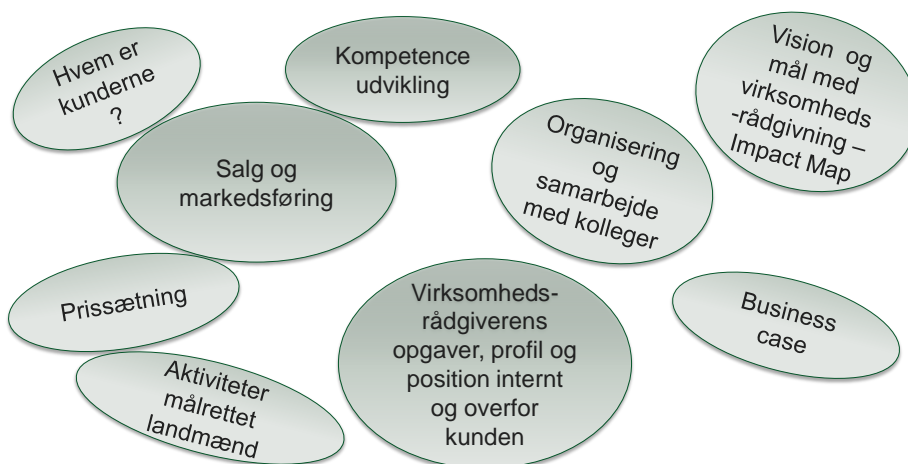 Hvem er
kunderne
?
Kompetence
udvikling
Vision og
mål med
virksomheds
-rådgivning –
Impact Map
Salg og
markedsføring
Organisering
og
samarbejde
med kolleger
Prissætning
Virksomheds-
rådgiverens
opgaver, profil og
position internt
og overfor
kunden
Business
case
Aktiviteter
målrettet
landmænd